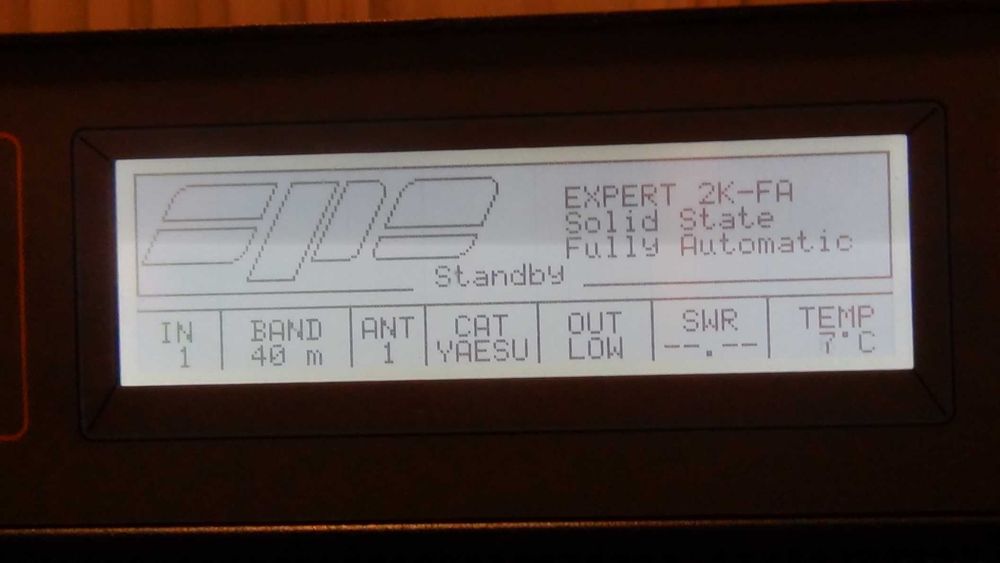 SPE
EXPERT 2K-FA
Solid State
Fully Automatic
Standby
IN BAND ANT CAT OUT SWR TEMP
1 40 m 1 YAESU LOW --.-- 7°C